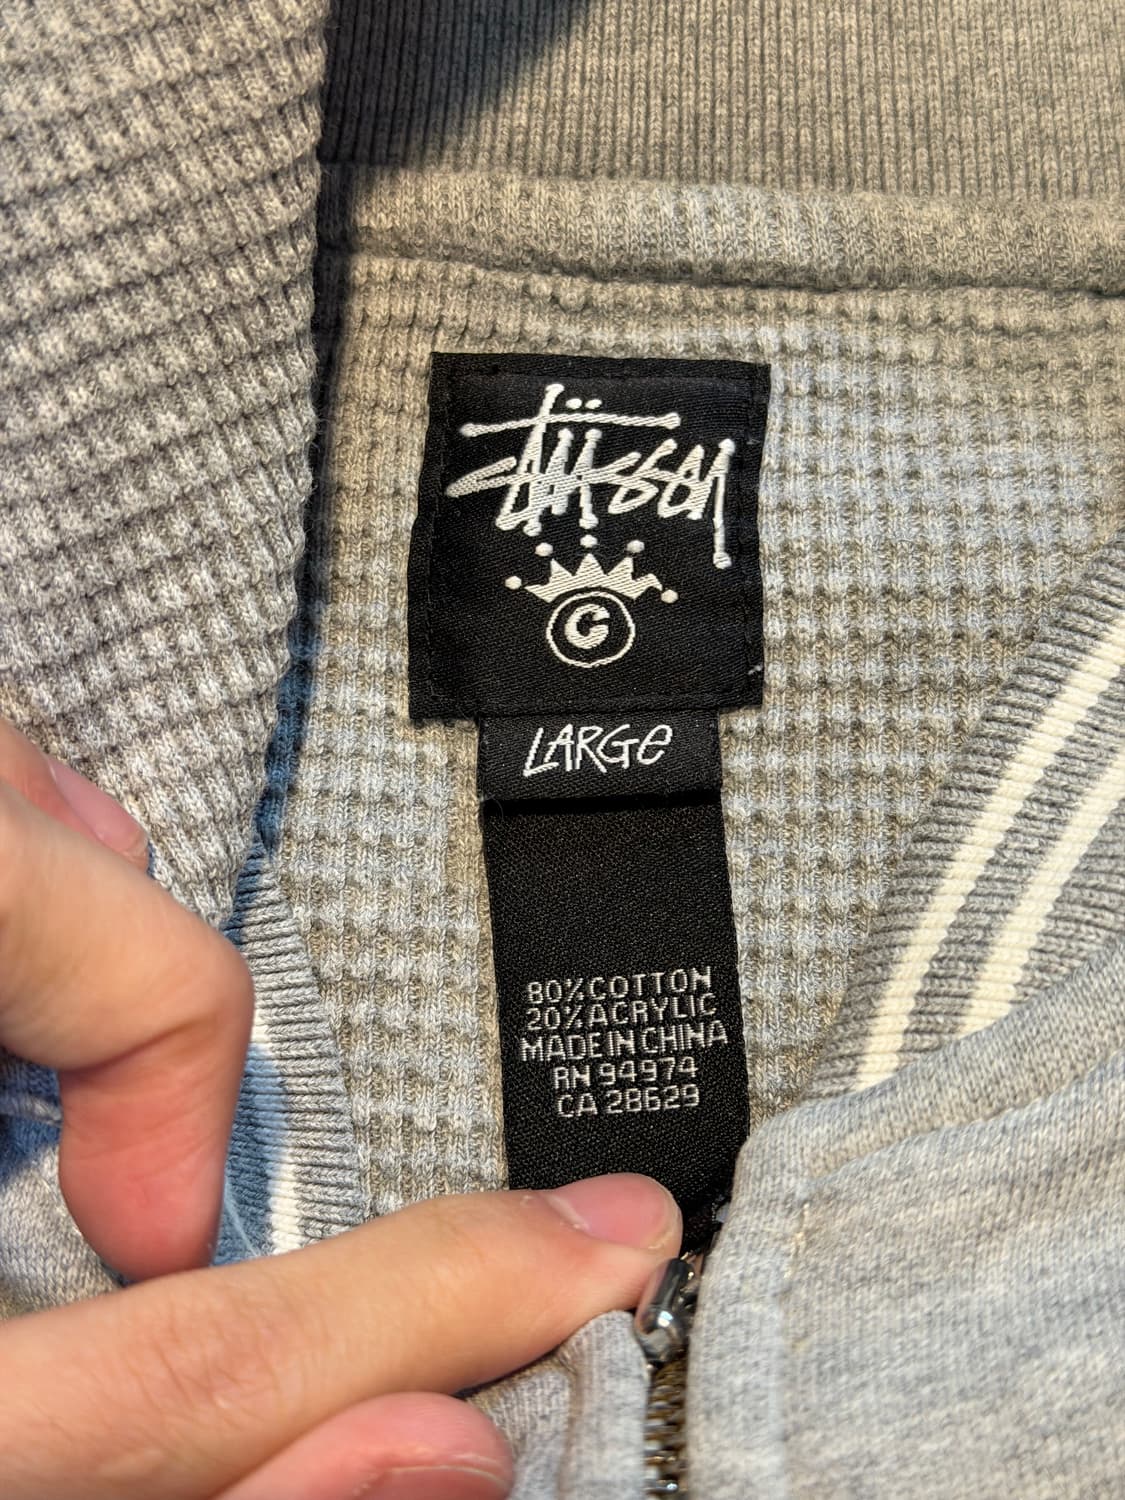 Stüssy
©
LARGE
80% COTTON
20% ACRYLIC
MADE IN CHINA
RN 94974
CA 28629